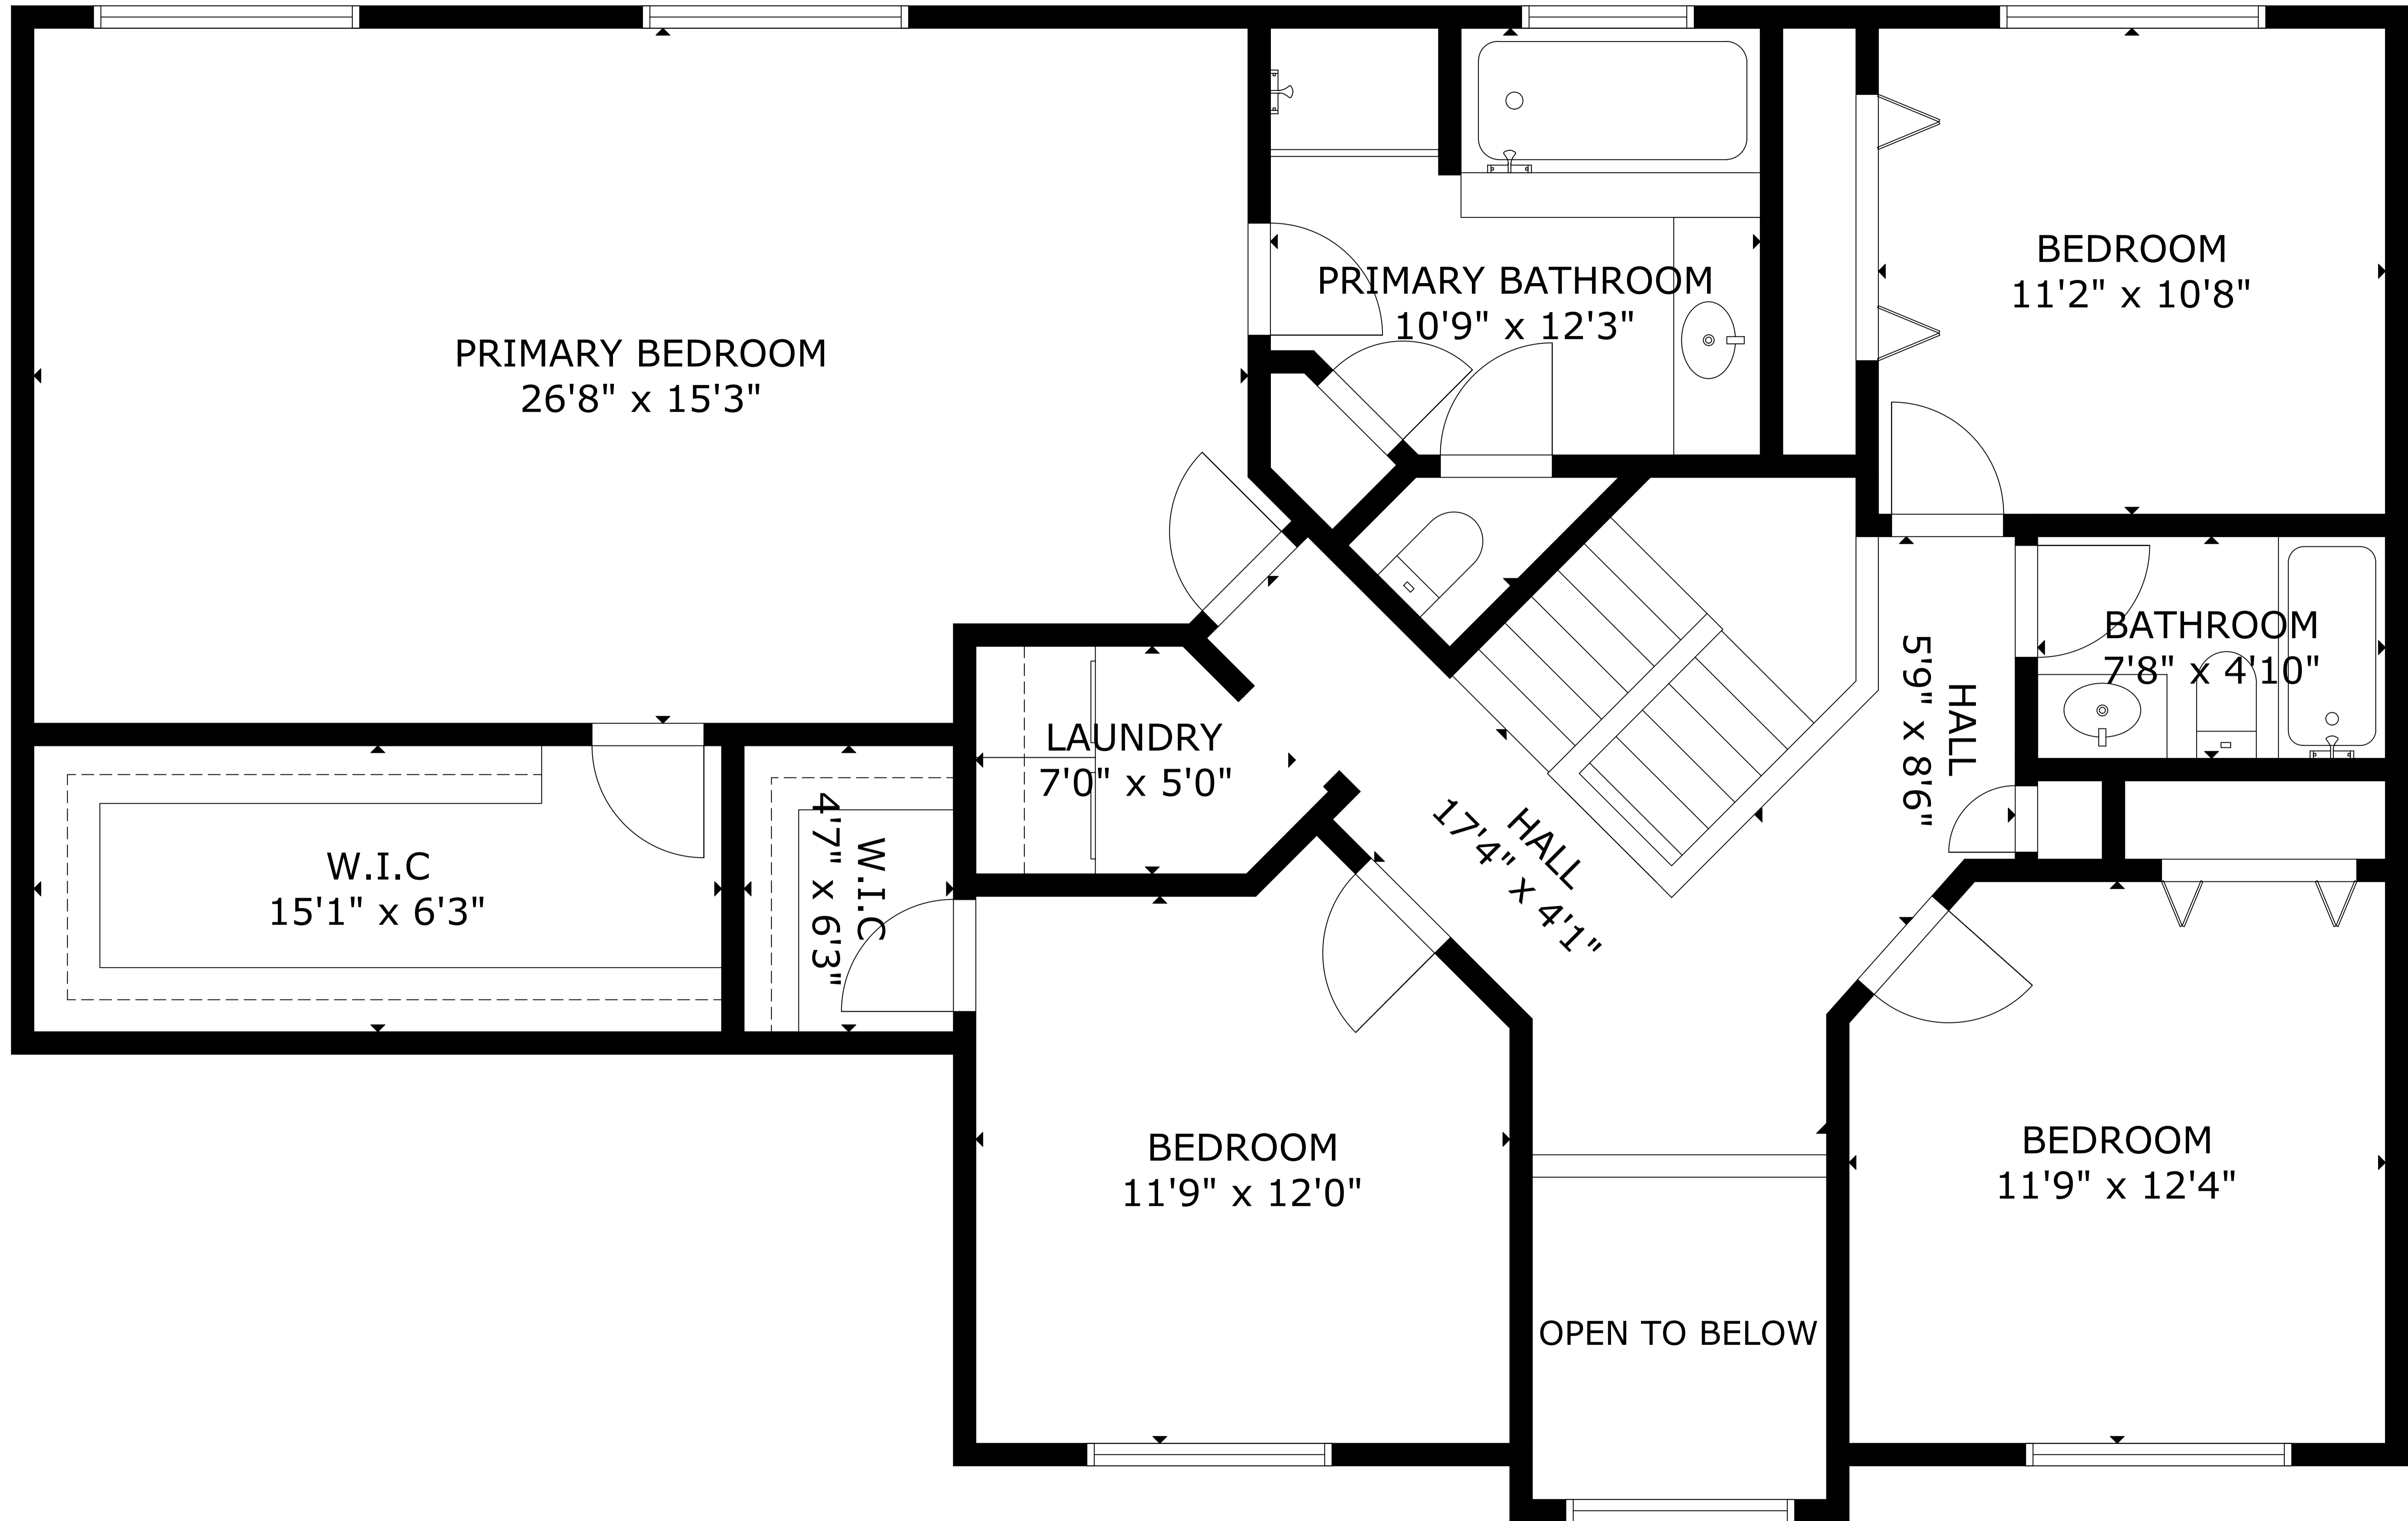 PRIMARY BEDROOM
26'8" x 15'3"
PRIMARY BATHROOM
10'9" x 12'3"
BEDROOM
11'2" x 10'8"
BATHROOM
7'8" x 4'10"
HALL
5'9" x 8'6"
LAUNDRY
7'0" x 5'0"
HALL
17'4" x 4'1"
W.I.C
15'1" x 6'3"
W.I.C
4'7" x 6'3"
BEDROOM
11'9" x 12'0"
BEDROOM
11'9" x 12'4"
OPEN TO BELOW